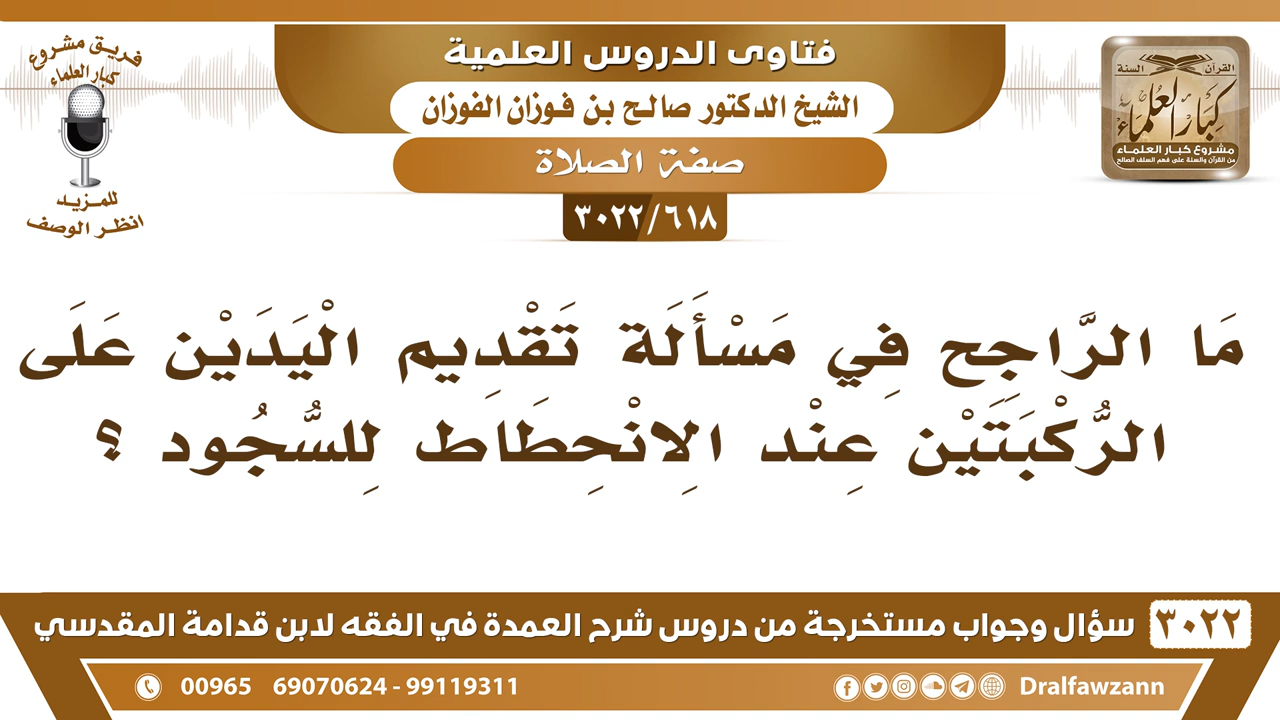 فتاوى الدروس العلمية
الشيخ الدكتور صالح بن فوزان الفوزان
صفة الصلاة
٣٠٢٢/٦١٨
فريق مشروع
كبار العلماء
للمزيد
انظر الوصف
القرآن السنة
كبار العلماء
مشروع كبار العلماء
من القرآن والسنة على فهم السلف الصالح
مَا الرَّاجِح فِي مَسْأَلَة تَقْدِيم الْيَدَيْن عَلَى
الرُّكْبَتَيْن عِنْد الِانْحِطَاط لِلسُّجُود ؟
٣٠٢٢ سؤال وجواب مستخرجة من دروس شرح العمدة في الفقه لابن قدامة المقدسي
00965 69070624 - 99119311
Dralfawzann